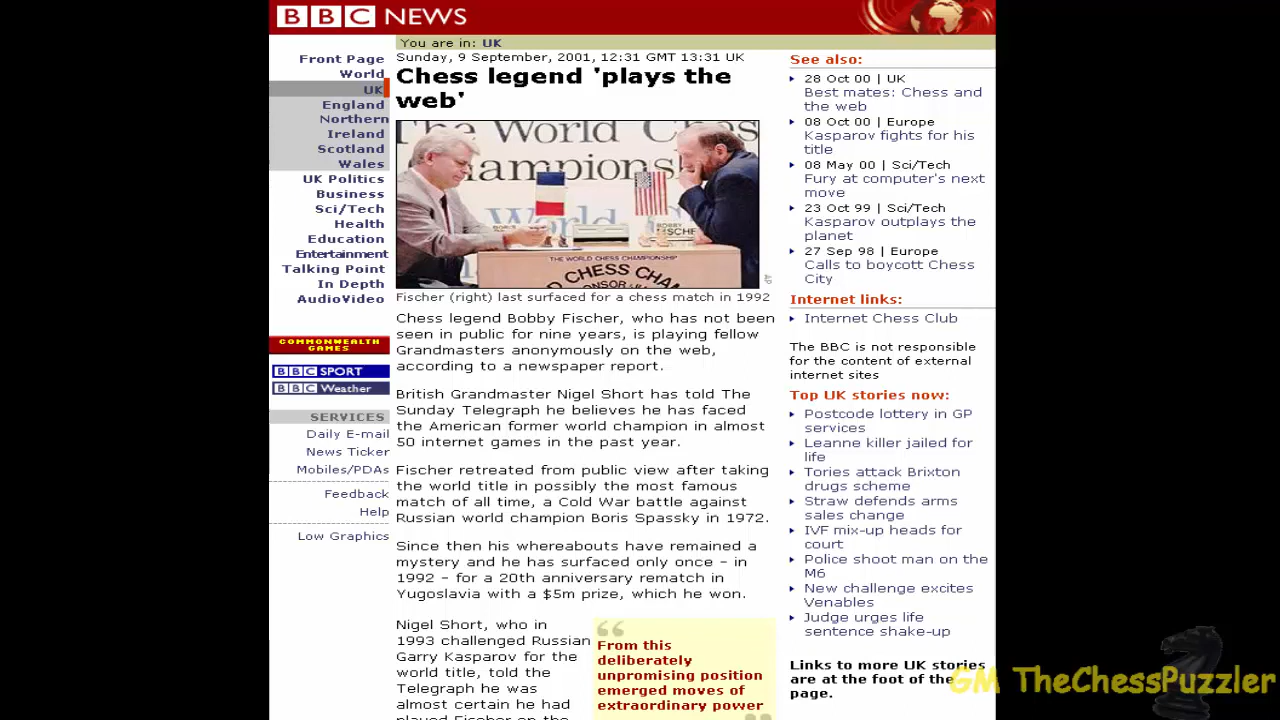 BBC NEWS
You are in: UK
Front Page
World
UK
England
Northern
Ireland
Scotland
Wales
UK Politics
Business
Sci/Tech
Health
Education
Entertainment
Talking Point
In Depth
AudioVideo
COMMONWEALTH
GAMES
BBC SPORT
BBC Weather
SERVICES
Daily E-mail
News Ticker
Mobiles/PDAs
Feedback
Help
Low Graphics
Sunday, 9 September, 2001, 12:31 GMT 13:31 UK
Chess legend 'plays the
web'
The World Chess
Championship
World C
THE WORLD CHESS CHAMPIONSHIP
CHESS CHA
AP
Fischer (right) last surfaced for a chess match in 1992
Chess legend Bobby Fischer, who has not been
seen in public for nine years, is playing fellow
Grandmasters anonymously on the web,
according to a newspaper report.
British Grandmaster Nigel Short has told The
Sunday Telegraph he believes he has faced
the American former world champion in almost
50 internet games in the past year.
Fischer retreated from public view after taking
the world title in possibly the most famous
match of all time, a Cold War battle against
Russian world champion Boris Spassky in 1972.
Since then his whereabouts have remained a
mystery and he has surfaced only once – in
1992 – for a 20th anniversary rematch in
Yugoslavia with a $5m prize, which he won.
Nigel Short, who in
1993 challenged Russian
Garry Kasparov for the
world title, told the
Telegraph he was
almost certain he had
played Fischer on the
From this
deliberately
unpromising position
emerged moves of
extraordinary power
See also:
28 Oct 00 | UK
Best mates: Chess and
the web
08 Oct 00 | Europe
Kasparov fights for his
title
08 May 00 | Sci/Tech
Fury at computer's next
move
23 Oct 99 | Sci/Tech
Kasparov outplays the
planet
27 Sep 98 | Europe
Calls to boycott Chess
City
Internet links:
Internet Chess Club
The BBC is not responsible
for the content of external
internet sites
Top UK stories now:
Postcode lottery in GP
services
Leanne killer jailed for
life
Tories attack Brixton
drugs scheme
Straw defends arms
sales change
IVF mix-up heads for
court
Police shoot man on the
M6
New challenge excites
Venables
Judge urges life
sentence shake-up
Links to more UK stories
are at the foot of the
page.
GM TheChessPuzzler